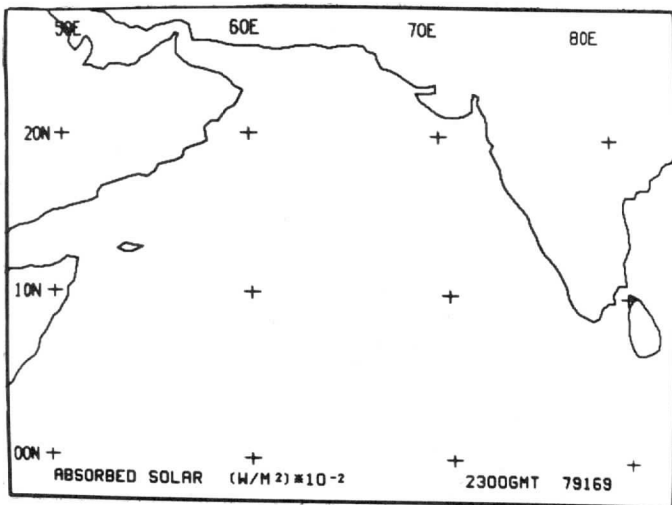 50E 60E 70E 80E
20N
10N
00N
ABSORBED SOLAR (W/M²)*10⁻² 2300GMT 79169